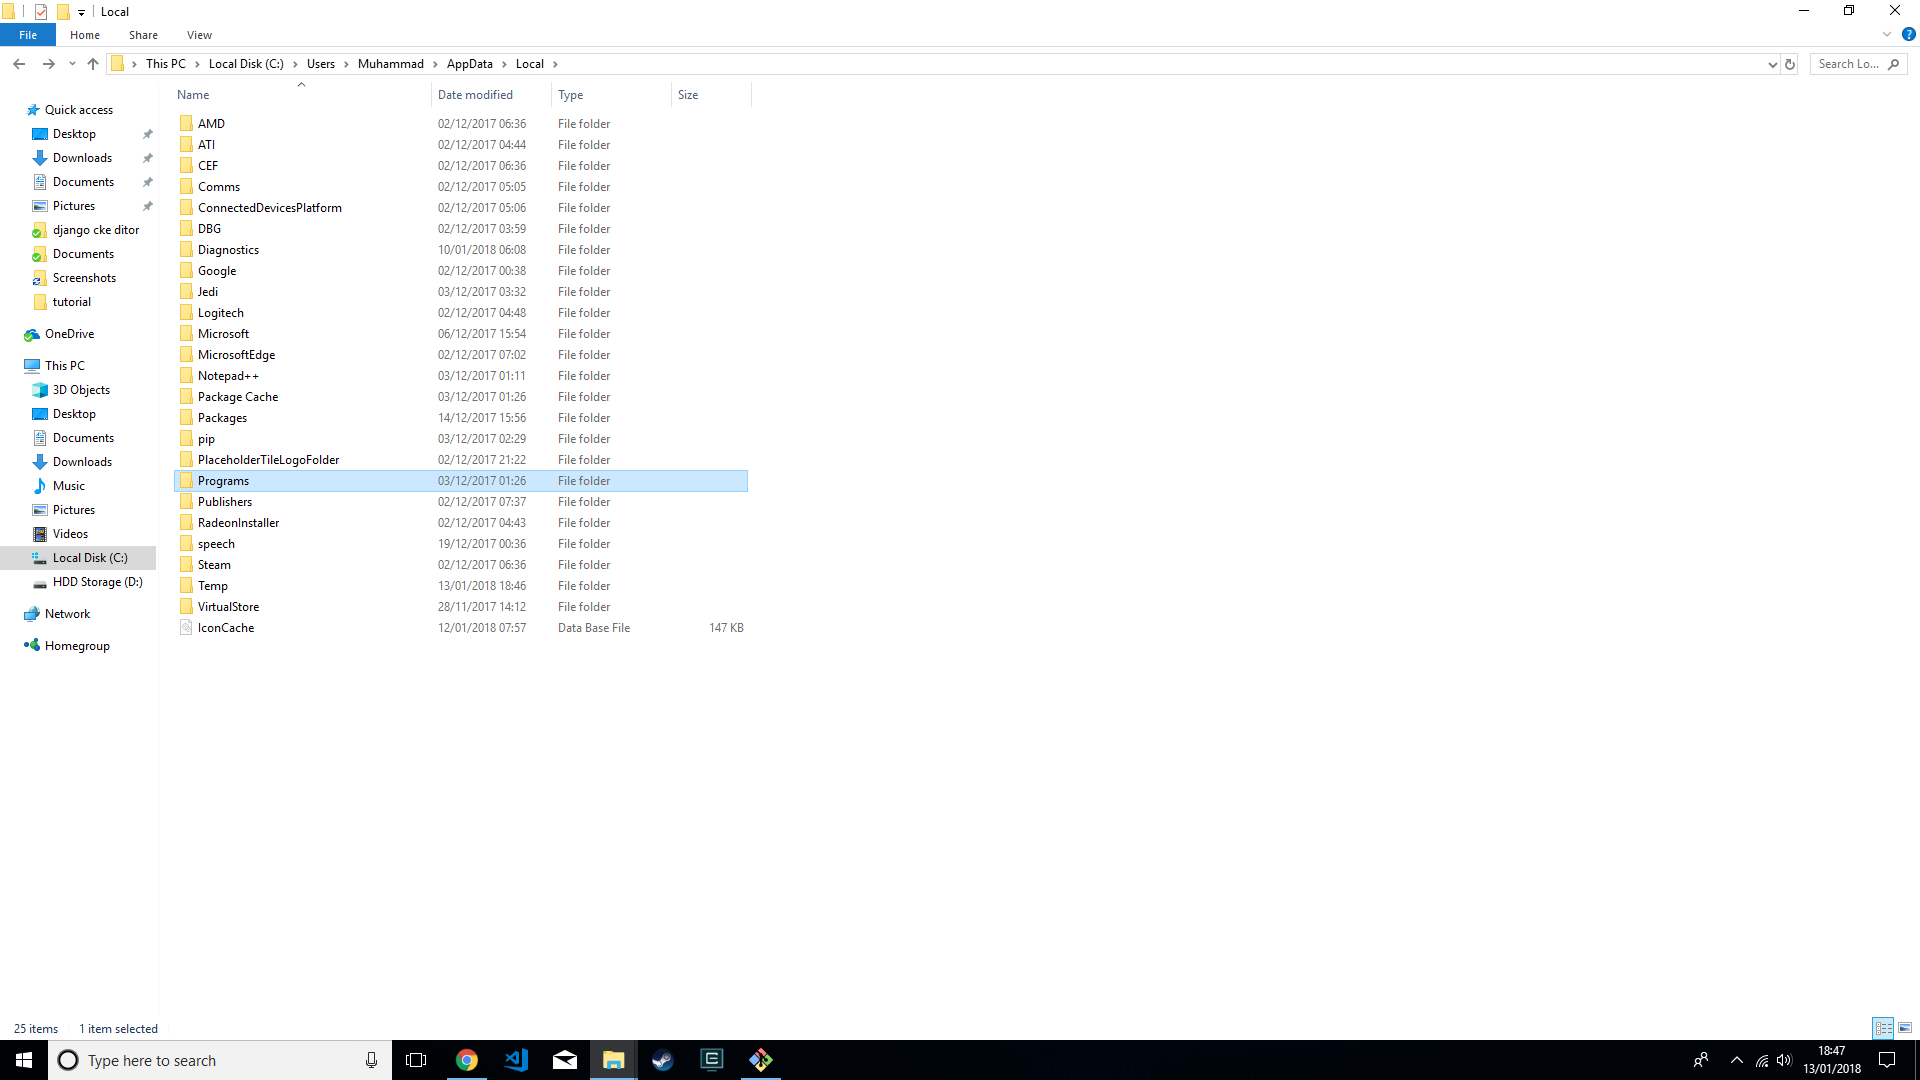 Local
File Home Share View
This PC Local Disk (C:) Users Muhammad AppData Local
Search Lo...
Name Date modified Type Size
Quick access
Desktop
Downloads
Documents
Pictures
django cke ditor
Documents
Screenshots
tutorial
OneDrive
This PC
3D Objects
Desktop
Documents
Downloads
Music
Pictures
Videos
Local Disk (C:)
HDD Storage (D:)
Network
Homegroup
AMD 02/12/2017 06:36 File folder
ATI 02/12/2017 04:44 File folder
CEF 02/12/2017 06:36 File folder
Comms 02/12/2017 05:05 File folder
ConnectedDevicesPlatform 02/12/2017 05:06 File folder
DBG 02/12/2017 03:59 File folder
Diagnostics 10/01/2018 06:08 File folder
Google 02/12/2017 00:38 File folder
Jedi 03/12/2017 03:32 File folder
Logitech 02/12/2017 04:48 File folder
Microsoft 06/12/2017 15:54 File folder
MicrosoftEdge 02/12/2017 07:02 File folder
Notepad++ 03/12/2017 01:11 File folder
Package Cache 03/12/2017 01:26 File folder
Packages 14/12/2017 15:56 File folder
pip 03/12/2017 02:29 File folder
PlaceholderTileLogoFolder 02/12/2017 21:22 File folder
Programs 03/12/2017 01:26 File folder
Publishers 02/12/2017 07:37 File folder
RadeonInstaller 02/12/2017 04:43 File folder
speech 19/12/2017 00:36 File folder
Steam 02/12/2017 06:36 File folder
Temp 13/01/2018 18:46 File folder
VirtualStore 28/11/2017 14:12 File folder
IconCache 12/01/2018 07:57 Data Base File 147 KB
25 items 1 item selected
Type here to search
18:47
13/01/2018